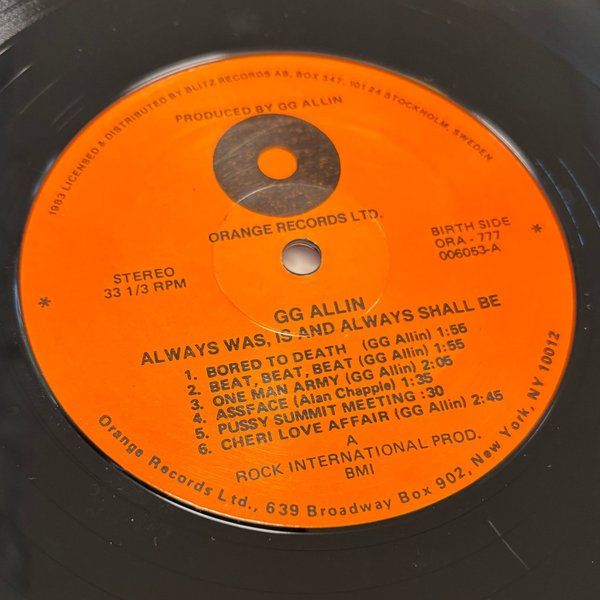 1983 LICENSED & DISTRIBUTED BY BLITZ RECORDS AB, BOX 347, 101 24 STOCKHOLM, SWEDEN
PRODUCED BY GG ALLIN
ORANGE RECORDS LTD.
STEREO
33 1/3 RPM
BIRTH SIDE
ORA - 777
006053-A
* *
GG ALLIN
ALWAYS WAS, IS AND ALWAYS SHALL BE
1. BORED TO DEATH (GG Allin) 1:56
2. BEAT, BEAT, BEAT (GG Allin) 1:55
3. ONE MAN ARMY (GG Allin) 2:05
4. ASSFACE (Alan Chapple) 1:35
5. PUSSY SUMMIT MEETING :30
6. CHERI LOVE AFFAIR (GG Allin) 2:45
A
ROCK INTERNATIONAL PROD.
BMI
Orange Records Ltd., 639 Broadway Box 902, New York, NY 10012